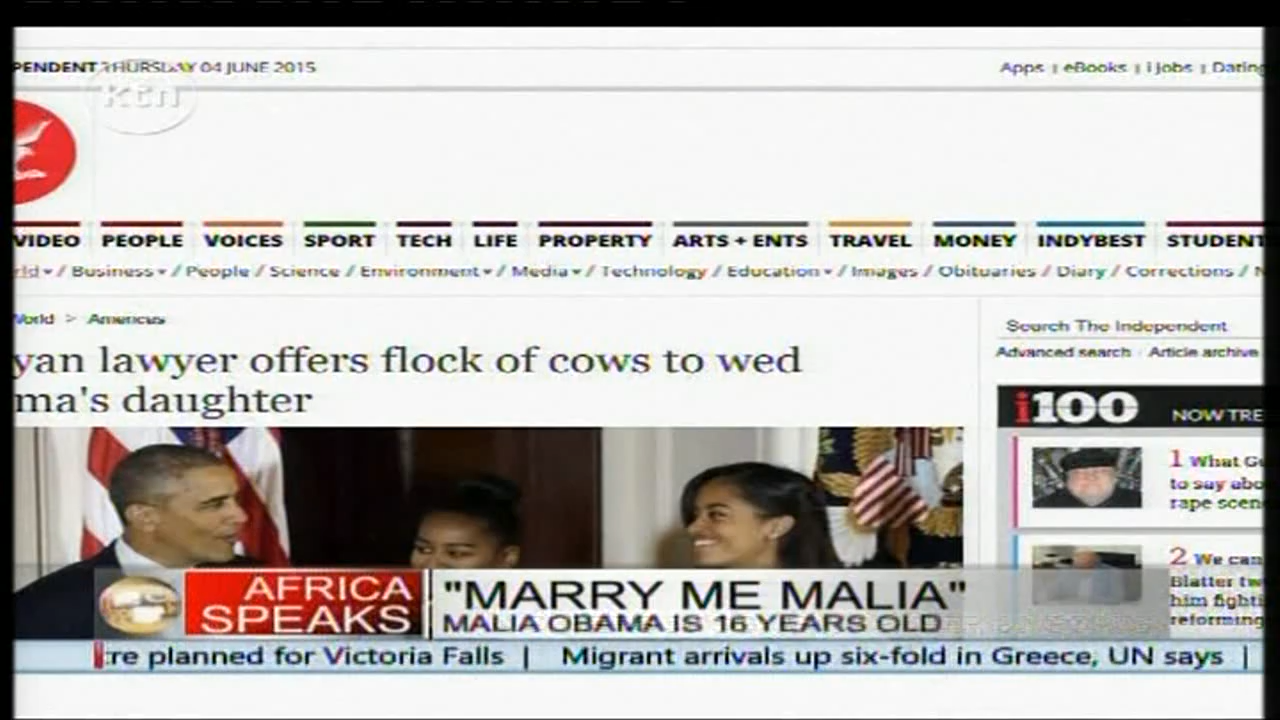 PENDENT THURSDAY 04 JUNE 2015
Apps | eBooks | i Jobs | Dating
ktn
VIDEO PEOPLE VOICES SPORT TECH LIFE PROPERTY ARTS + ENTS TRAVEL MONEY INDYBEST STUDENT
rld / Business / People / Science / Environment / Media / Technology / Education / Images / Obituaries / Diary / Corrections / N
World > Americas
Search The Independent
Advanced search Article archive
yan lawyer offers flock of cows to wed
ma's daughter
i100 NOW TRE
1 What G
to say abo
rape scen
2 We can
Blatter tw
him fighti
reforming
AFRICA
SPEAKS
"MARRY ME MALIA"
MALIA OBAMA IS 16 YEARS OLD
re planned for Victoria Falls | Migrant arrivals up six-fold in Greece, UN says |